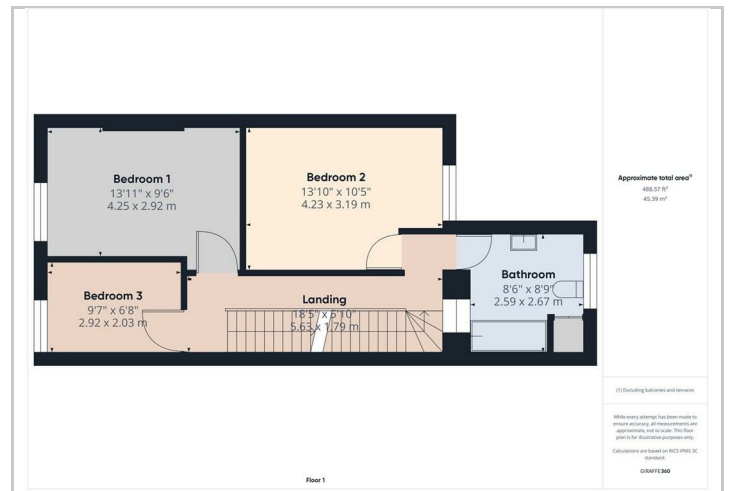 Bedroom 1
13'11" x 9'6"
4.25 x 2.92 m
Bedroom 2
13'10" x 10'5"
4.23 x 3.19 m
Bedroom 3
9'7" x 6'8"
2.92 x 2.03 m
Landing
18'5" x 5'10"
5.63 x 1.79 m
Bathroom
8'6" x 8'9"
2.59 x 2.67 m
Floor 1
Approximate total area⁽¹⁾
488.57 ft²
45.39 m²
(1) Excluding balconies and terraces
While every attempt has been made to
ensure accuracy, all measurements are
approximate, not to scale. This floor
plan is for illustrative purposes only.
Calculations are based on RICS IPMS 3C
standard.
GIRAFFE360